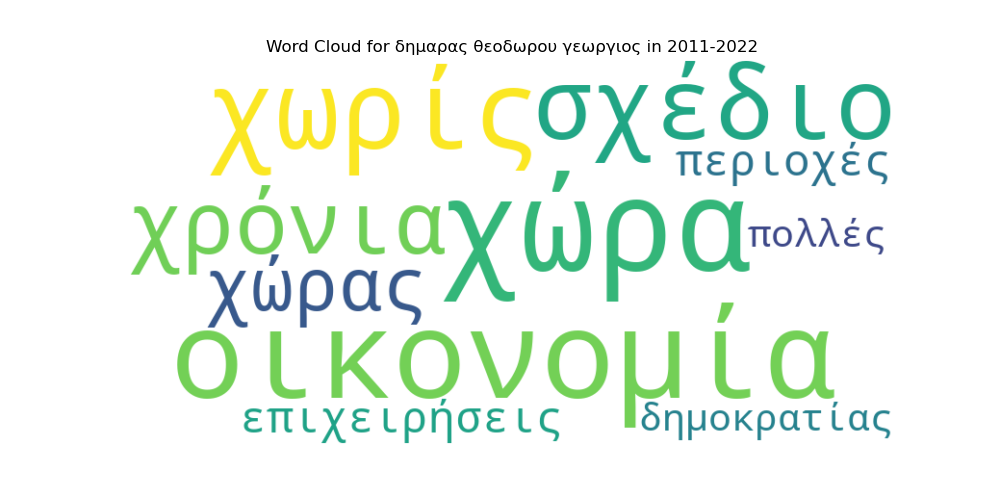 Word Cloud for δημαρας θεοδωρου γεωργιος in 2011-2022
χωρίς σχέδιο
περιοχές
χρόνια χώρα πολλές
χώρας
οικονομία
επιχειρήσεις δημοκρατίας